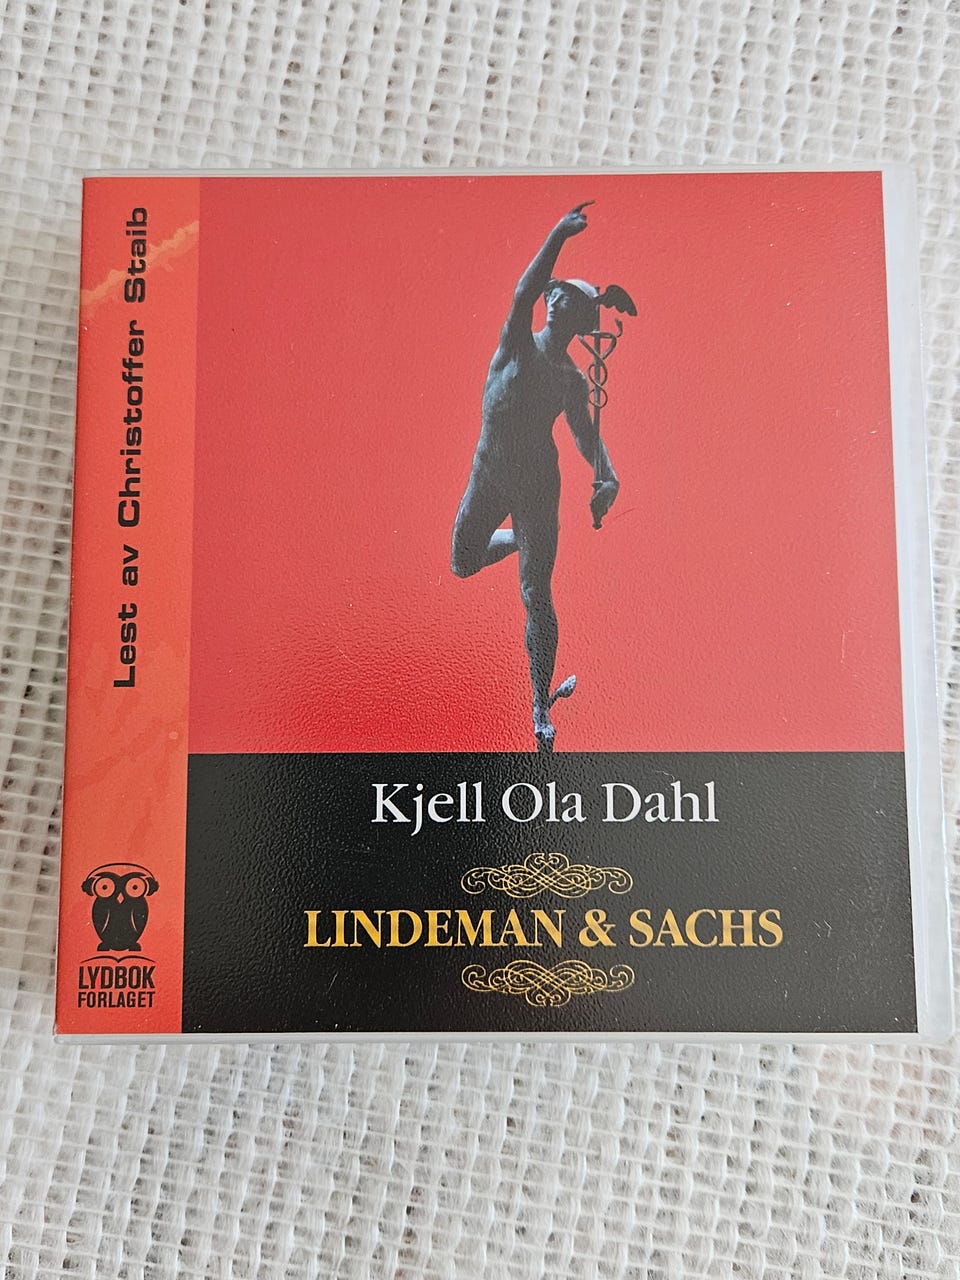 Lest av Christoffer Staib
Kjell Ola Dahl
LINDEMAN & SACHS
LYDBOK
FORLAGET